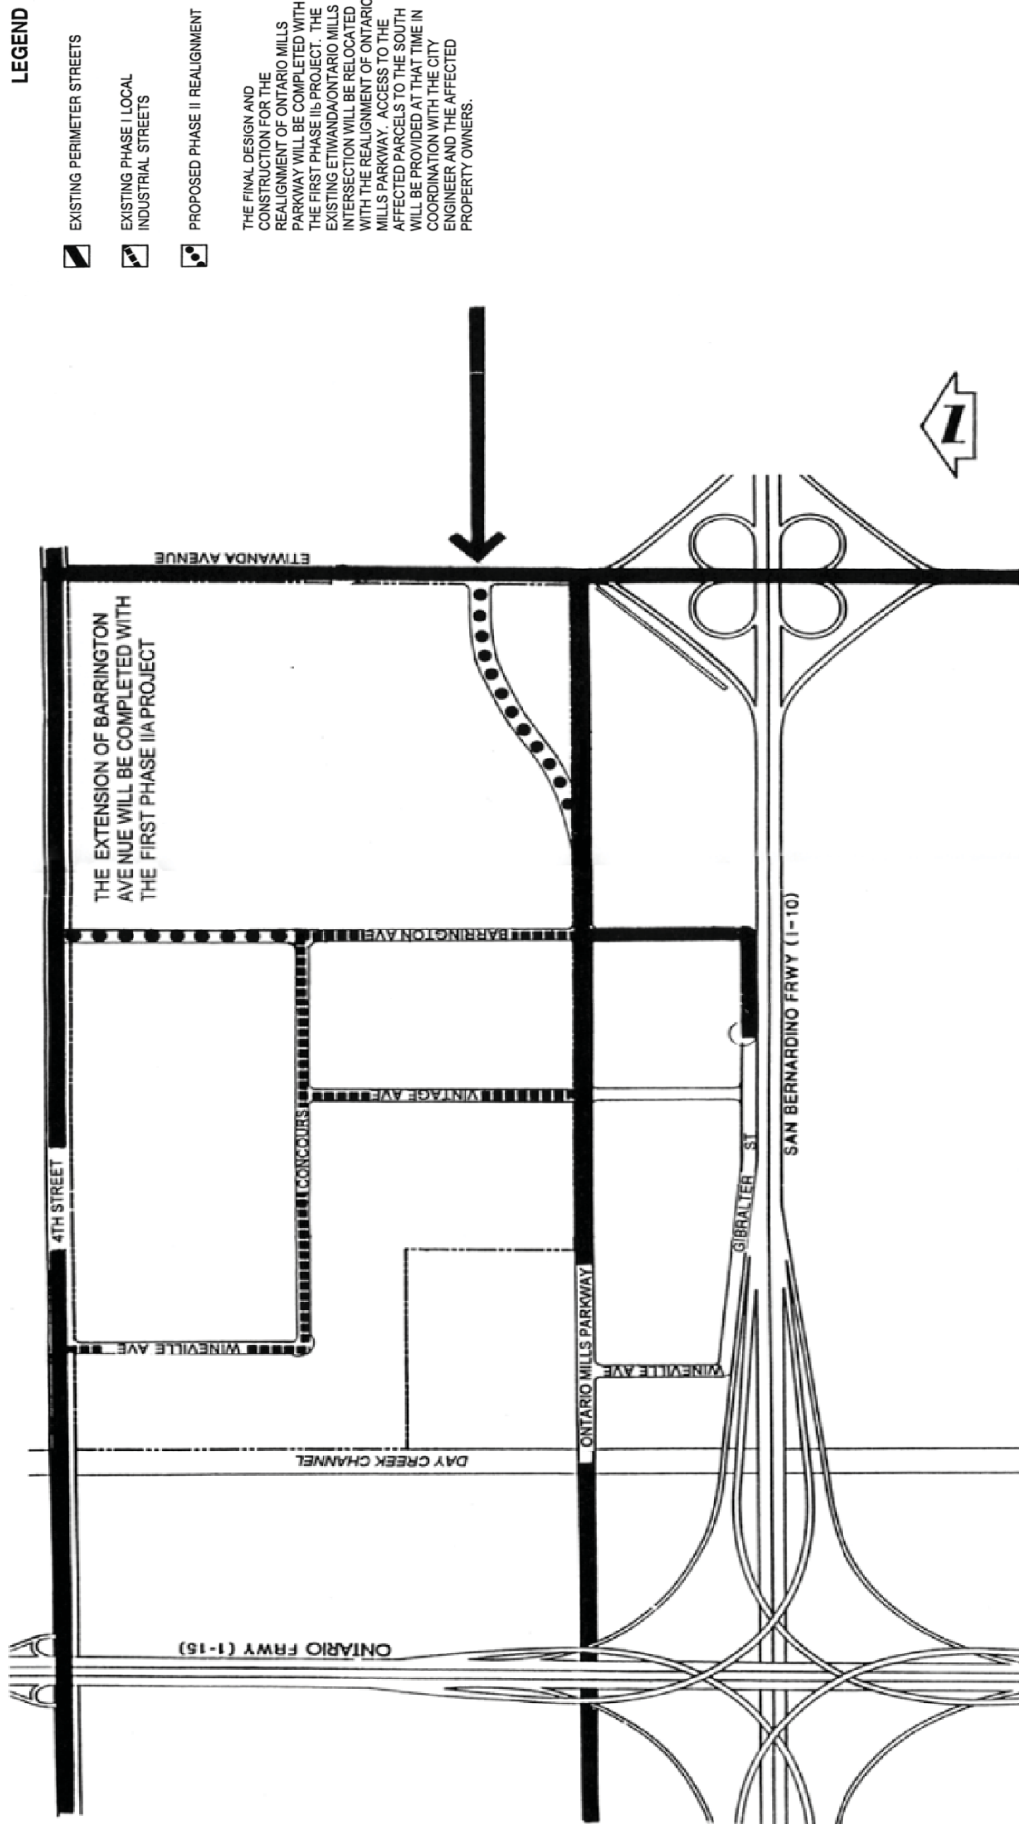 LEGEND
EXISTING PERIMETER STREETS
EXISTING PHASE I LOCAL
INDUSTRIAL STREETS
PROPOSED PHASE II REALIGNMENT
THE FINAL DESIGN AND
CONSTRUCTION FOR THE
REALIGNMENT OF ONTARIO MILLS
PARKWAY WILL BE COMPLETED WITH
THE FIRST PHASE IIb PROJECT. THE
EXISTING ETIWANDA/ONTARIO MILLS
INTERSECTION WILL BE RELOCATED
WITH THE REALIGNMENT OF ONTARIO
MILLS PARKWAY. ACCESS TO THE
AFFECTED PARCELS TO THE SOUTH
WILL BE PROVIDED AT THAT TIME IN
COORDINATION WITH THE CITY
ENGINEER AND THE AFFECTED
PROPERTY OWNERS.
THE EXTENSION OF BARRINGTON
AVE NUE WILL BE COMPLETED WITH
THE FIRST PHASE IIA PROJECT
4TH STREET
ETIWANDA AVENUE
BARRINGTON AVE
CONCOURS
VINTAGE AVE
WINEVILLE AVE
ONTARIO MILLS PARKWAY
WINEVILLE AVE
GIBRALTER ST
SAN BERNARDINO FRWY (I-10)
DAY CREEK CHANNEL
ONTARIO FRWY (1-15)
Z